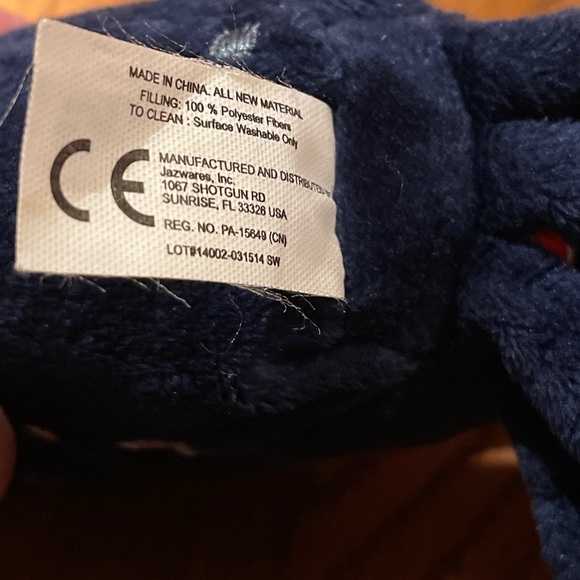 MADE IN CHINA. ALL NEW MATERIAL
FILLING: 100 % Polyester Fibers
TO CLEAN : Surface Washable Only
CE
MANUFACTURED AND DISTRIBUTED
Jazwares, Inc.
1067 SHOTGUN RD
SUNRISE, FL 33326 USA
REG. NO. PA-15649 (CN)
LOT#14002-031514 SW